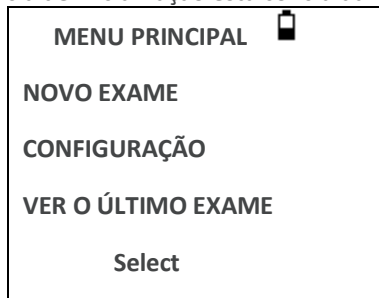 MENU PRINCIPAL
NOVO EXAME
CONFIGURAÇÃO
VER O ÚLTIMO EXAME
Select